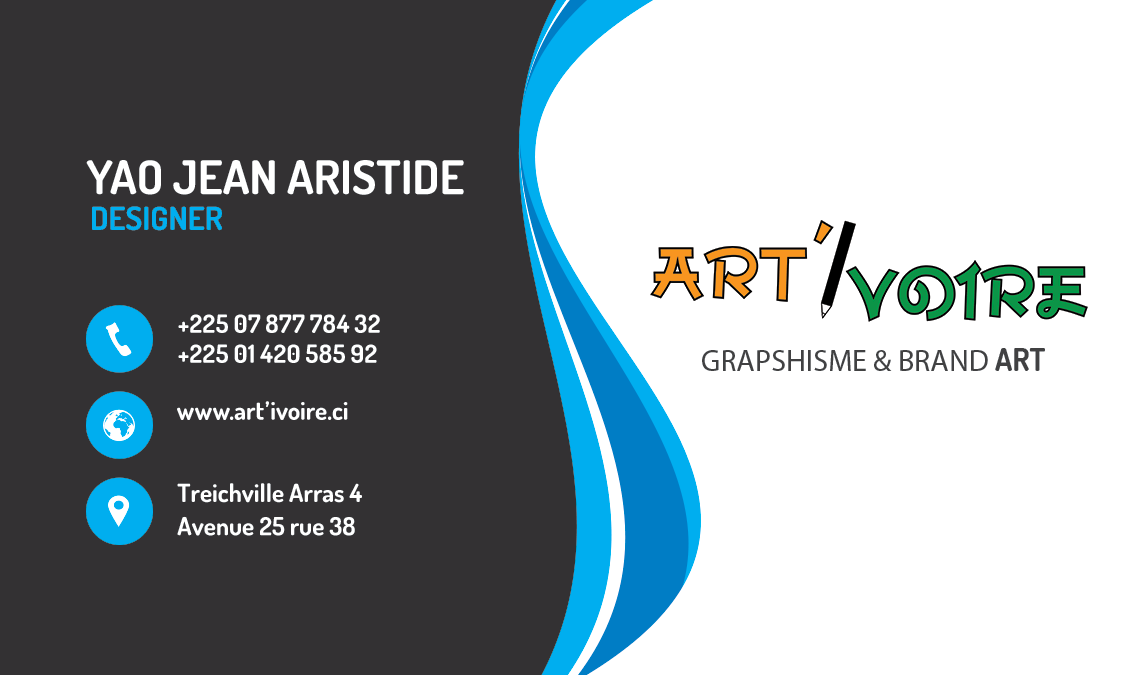 YAO JEAN ARISTIDE
DESIGNER
+225 07 877 784 32
+225 01 420 585 92
www.art’ivoire.ci
Treichville Arras 4
Avenue 25 rue 38
ART'IVOIRE
GRAPSHISME & BRAND ART